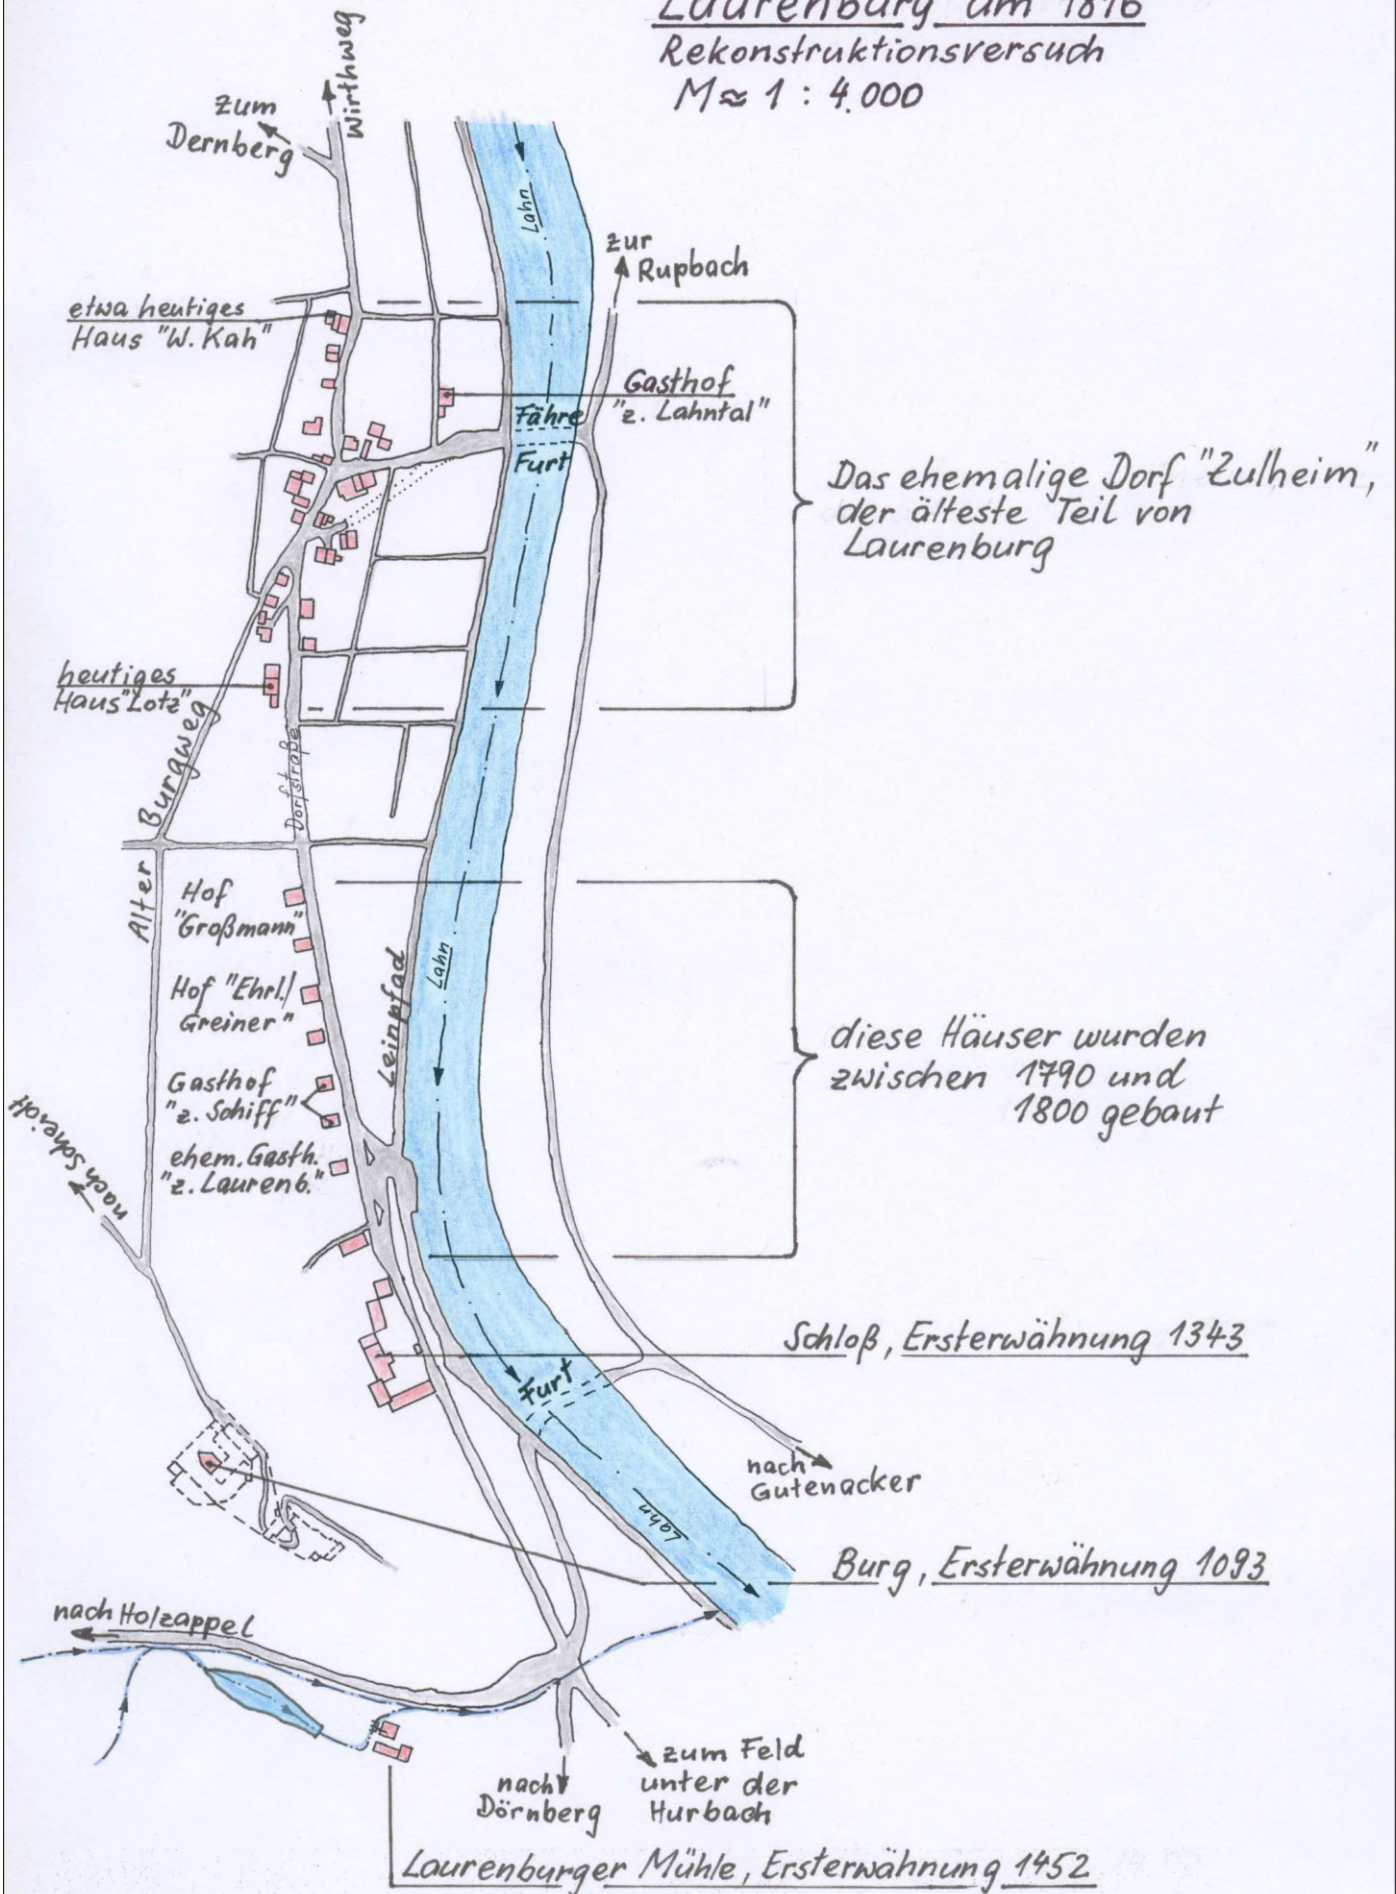 Laurenburg um 1816
Rekonstruktionsversuch
M ≈ 1 : 4.000
Wirthweg
zum
Dernberg
Lahn
zur
Rupbach
etwa heutiges
Haus "W. Kah"
Gasthof
"z. Lahntal"
Fähre
Furt
Das ehemalige Dorf "Zulheim",
der älteste Teil von
Laurenburg
heutiges
Haus "Lotz"
Alter Burgweg
Dorfstraße
Hof
"Großmann"
Leinpfad
Lahn
Hof "Ehrl./
Greiner"
diese Häuser wurden
zwischen 1790 und
1800 gebaut
Gasthof
"z. Schiff"
ehem. Gasth.
"z. Laurenb."
nach Scheidt
Schloß, Ersterwähnung 1343
Furt
nach
Gutenacker
Lahn
Burg, Ersterwähnung 1093
nach Holzappel
nach
Dörnberg
zum Feld
unter der
Hurbach
Laurenburger Mühle, Ersterwähnung 1452